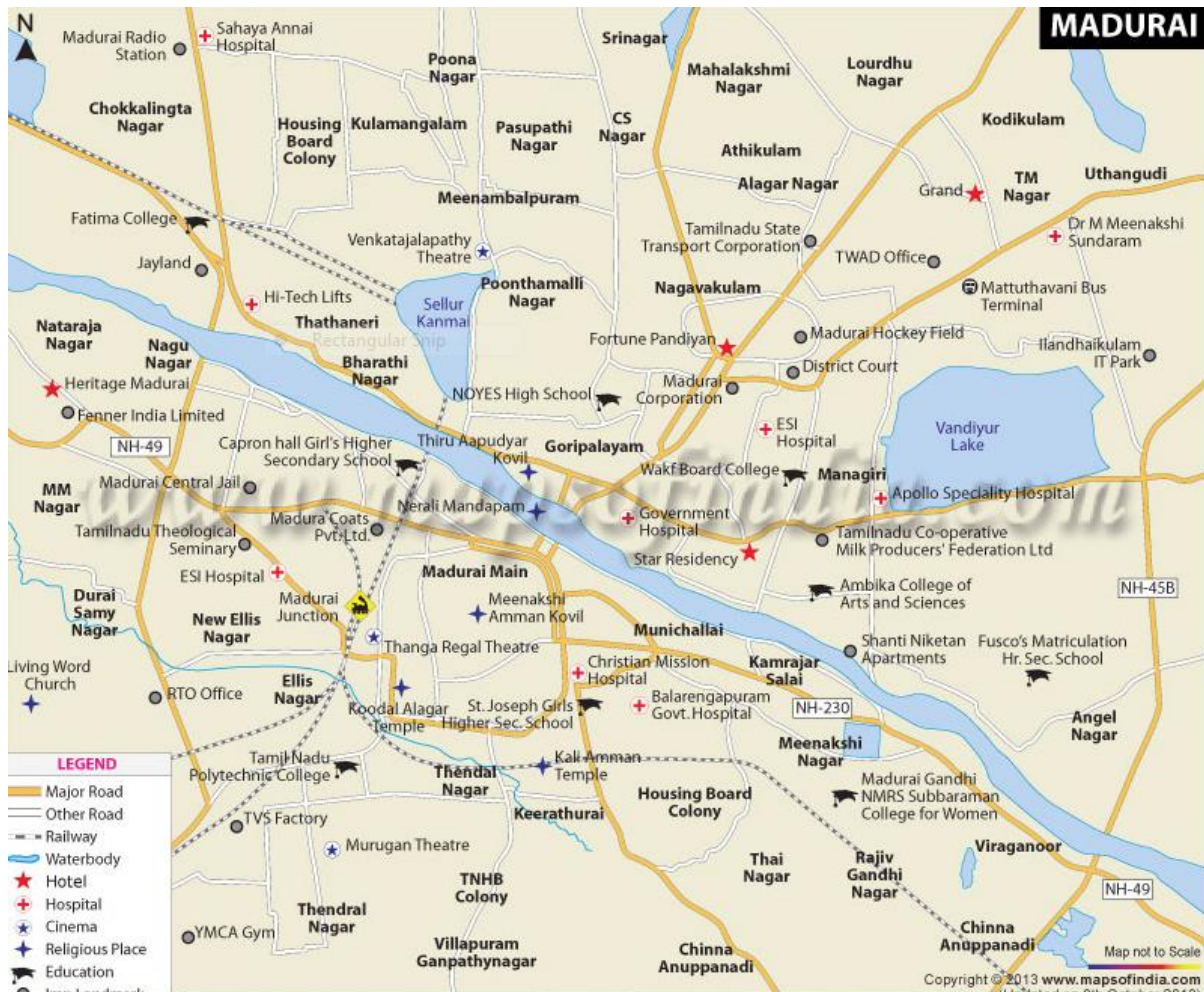 N
MADURAI
Madurai Radio
Station
Sahaya Annai
Hospital
Poona
Nagar
Srinagar
Mahalakshmi
Nagar
Lourdhu
Nagar
Chokkalingta
Nagar
Housing
Board
Colony
Kulamangalam
Pasupathi
Nagar
CS
Nagar
Kodikulam
Athikulam
Alagar Nagar
Grand
TM
Nagar
Uthangudi
Meenambalpuram
Fatima College
Venkatajalapathy
Theatre
Tamilnadu State
Transport Corporation
Dr M Meenakshi
Sundaram
Jayland
TWAD Office
Hi-Tech Lifts
Sellur
Kanmai
Poonthamalli
Nagar
Nagavakulam
Mattuthavani Bus
Terminal
Nataraja
Nagar
Nagu
Nagar
Thathaneri
Rectangular Snip
Bharathi
Nagar
Fortune Pandiyan
Madurai Hockey Field
Ilandhaikulam
IT Park
District Court
Heritage Madurai
NOYES High School
Madurai
Corporation
Fenner India Limited
NH-49
Capron hall Girl's Higher
Secondary School
Thiru Aapudyar
Kovil
Goripalayam
ESI
Hospital
Vandiyur
Lake
Wakf Board College
Managiri
MM
Nagar
Madurai Central Jail
www.mapsofindia.com
Nerali Mandapam
Apollo Speciality Hospital
Tamilnadu Theological
Seminary
Madura Coats
Pvt. Ltd.
Government
Hospital
Tamilnadu Co-operative
Milk Producers' Federation Ltd
Star Residency
ESI Hospital
Madurai Main
Durai
Samy
Nagar
New Ellis
Nagar
Madurai
Junction
Meenakshi
Amman Kovil
Ambika College of
Arts and Sciences
NH-45B
Munichallai
Thanga Regal Theatre
Shanti Niketan
Apartments
Fusco's Matriculation
Hr. Sec. School
Living Word
Church
RTO Office
Ellis
Nagar
Christian Mission
Hospital
Kamrajar
Salai
Koodal Alagar
Temple
St. Joseph Girls
Higher Sec. School
Balarengapuram
Govt. Hospital
NH-230
Angel
Nagar
Meenakshi
Nagar
Tamil Nadu
Polytechnic College
Thendal
Nagar
Kali Amman
Temple
Housing Board
Colony
Madurai Gandhi
NMRS Subbaraman
College for Women
Keerathurai
TVS Factory
Murugan Theatre
Viraganoor
Thai
Nagar
Rajiv
Gandhi
Nagar
TNHB
Colony
NH-49
Thendral
Nagar
YMCA Gym
Villapuram
Ganpathynagar
Chinna
Anuppanadi
Chinna
Anuppanadi
LEGEND
Major Road
Other Road
Railway
Waterbody
Hotel
Hospital
Cinema
Religious Place
Education
Map not to Scale
Copyright © 2013 www.mapsofindia.com